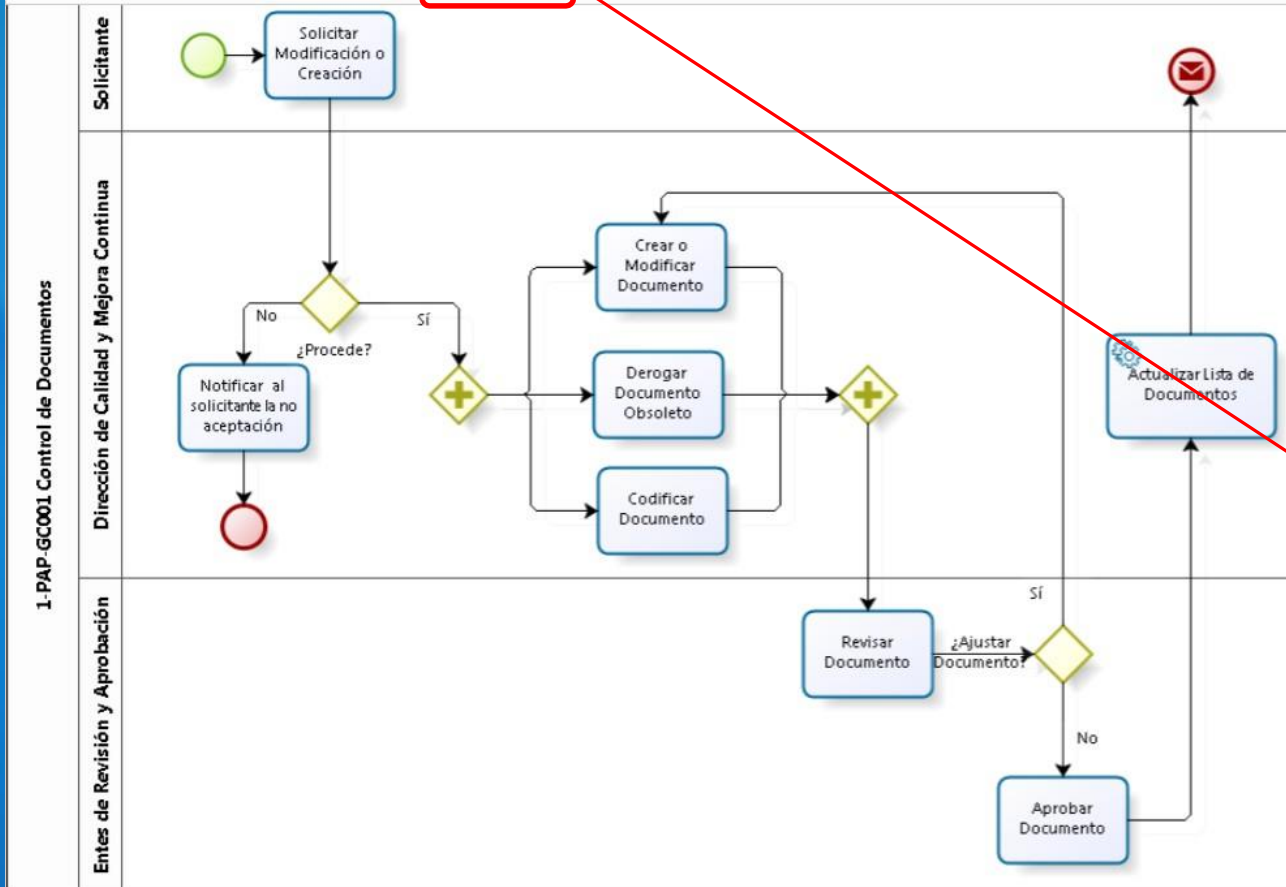 1-PAP-GC001 Control de Documentos
Solicitante
Solicitar
Modificación o
Creación
Dirección de Calidad y Mejora Continua
¿Procede?
No
Sí
Notificar al
solicitante la no
aceptación
Crear o
Modificar
Documento
Derogar
Documento
Obsoleto
Codificar
Documento
Actualizar Lista de
Documentos
Entes de Revisión y Aprobación
Revisar
Documento
¿Ajustar
Documento?
Sí
No
Aprobar
Documento